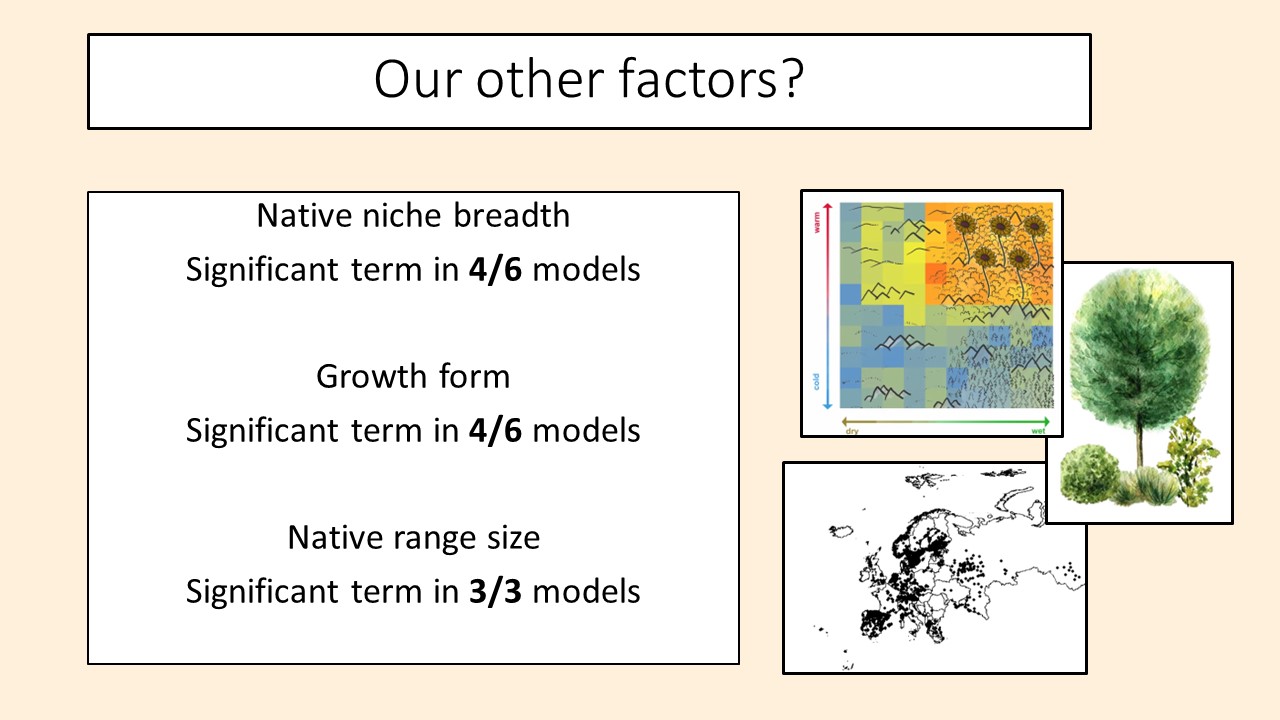 Our other factors?
Native niche breadth
Significant term in 4/6 models
Growth form
Significant term in 4/6 models
Native range size
Significant term in 3/3 models
warm
cold
dry
wet